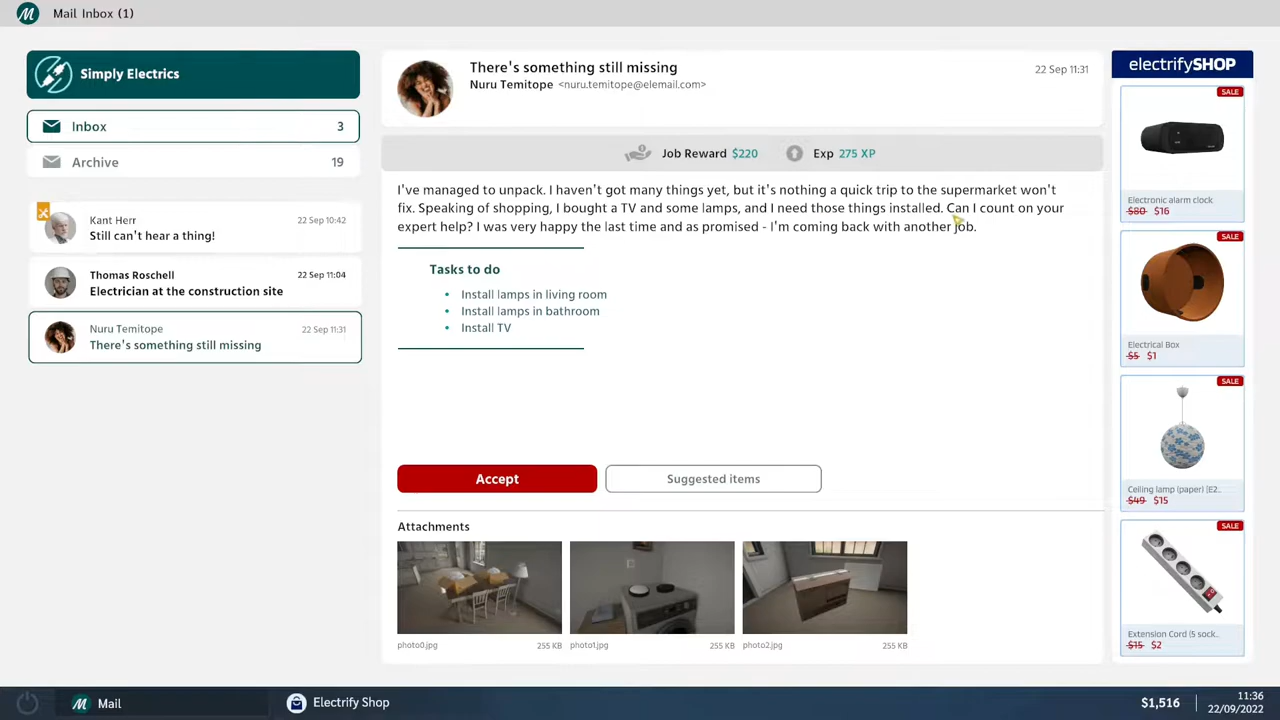 Mail Inbox (1)
Simply Electrics
Inbox 3
Archive 19
Kant Herr 22 Sep 10:42
Still can't hear a thing!
Thomas Roschell 22 Sep 11:04
Electrician at the construction site
Nuru Temitope 22 Sep 11:31
There's something still missing
There's something still missing
Nuru Temitope <nuru.temitope@elemail.com>
22 Sep 11:31
Job Reward $220 Exp 275 XP
I've managed to unpack. I haven't got many things yet, but it's nothing a quick trip to the supermarket won't
fix. Speaking of shopping, I bought a TV and some lamps, and I need those things installed. Can I count on your
expert help? I was very happy the last time and as promised - I'm coming back with another job.
Tasks to do
• Install lamps in living room
• Install lamps in bathroom
• Install TV
Accept Suggested items
Attachments
photo0.jpg 255 KB photo1.jpg 255 KB photo2.jpg 255 KB
electrifySHOP
SALE
Electronic alarm clock
$80 $16
SALE
Electrical Box
$5 $1
SALE
Ceiling lamp (paper) [E2..
$49 $15
SALE
Extension Cord (5 sock..
$15 $2
Mail Electrify Shop $1,516 11:36
22/09/2022